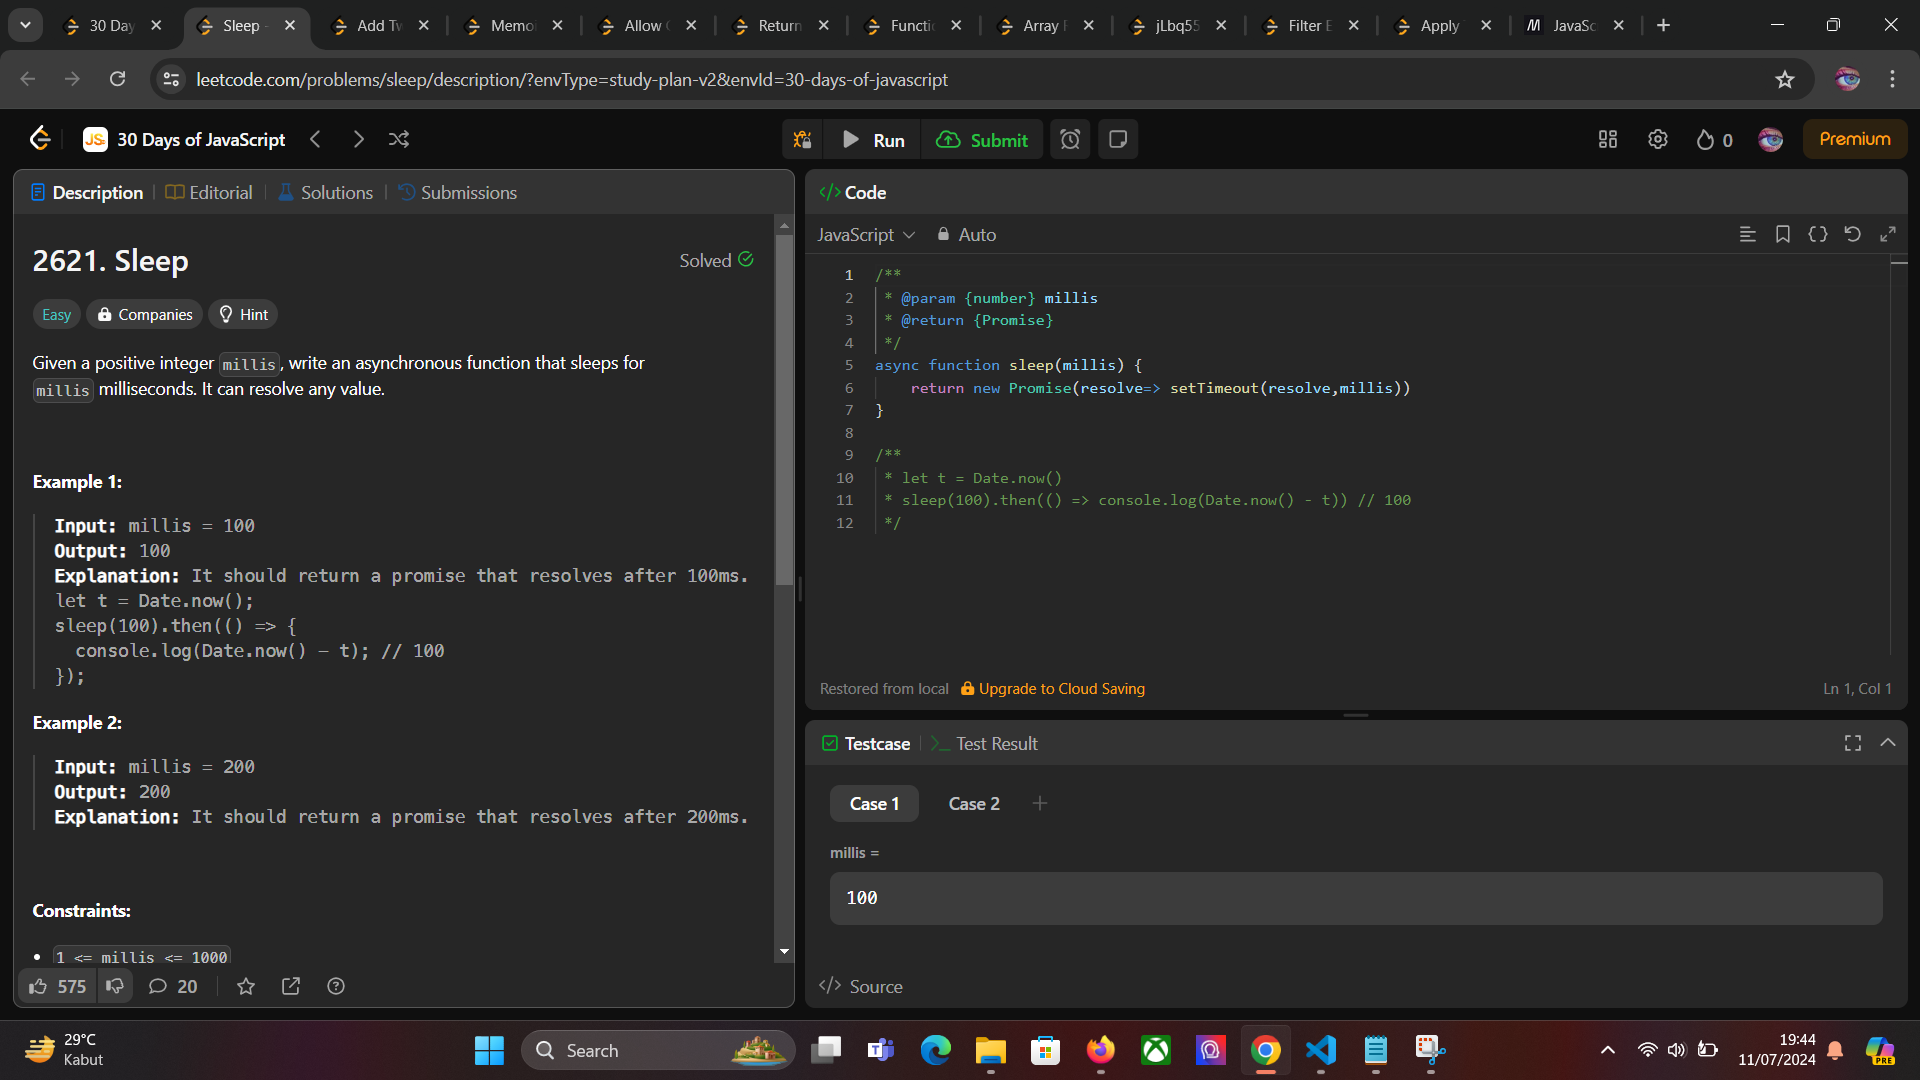 30 Day
Sleep -
Add Tw
Memoi
Allow O
Return
Functi
Array P
jLbq55
Filter E
Apply
JavaSc
leetcode.com/problems/sleep/description/?envType=study-plan-v2&envId=30-days-of-javascript
JS 30 Days of JavaScript
Run
Submit
0
Premium
Description
Editorial
Solutions
Submissions
2621. Sleep
Solved
Easy
Companies
Hint
Given a positive integer millis, write an asynchronous function that sleeps for
millis milliseconds. It can resolve any value.
Example 1:
Input: millis = 100
Output: 100
Explanation: It should return a promise that resolves after 100ms.
let t = Date.now();
sleep(100).then(() => {
  console.log(Date.now() - t); // 100
});
Example 2:
Input: millis = 200
Output: 200
Explanation: It should return a promise that resolves after 200ms.
Constraints:
• 1 <= millis <= 1000
575
20
Code
JavaScript
Auto
1 /**
2 * @param {number} millis
3 * @return {Promise}
4 */
5 async function sleep(millis) {
6     return new Promise(resolve=> setTimeout(resolve,millis))
7 }
8
9 /**
10 * let t = Date.now()
11 * sleep(100).then(() => console.log(Date.now() - t)) // 100
12 */
Restored from local
Upgrade to Cloud Saving
Ln 1, Col 1
Testcase
Test Result
Case 1
Case 2
millis =
100
Source
29°C
Kabut
Search
19:44
11/07/2024
PRE